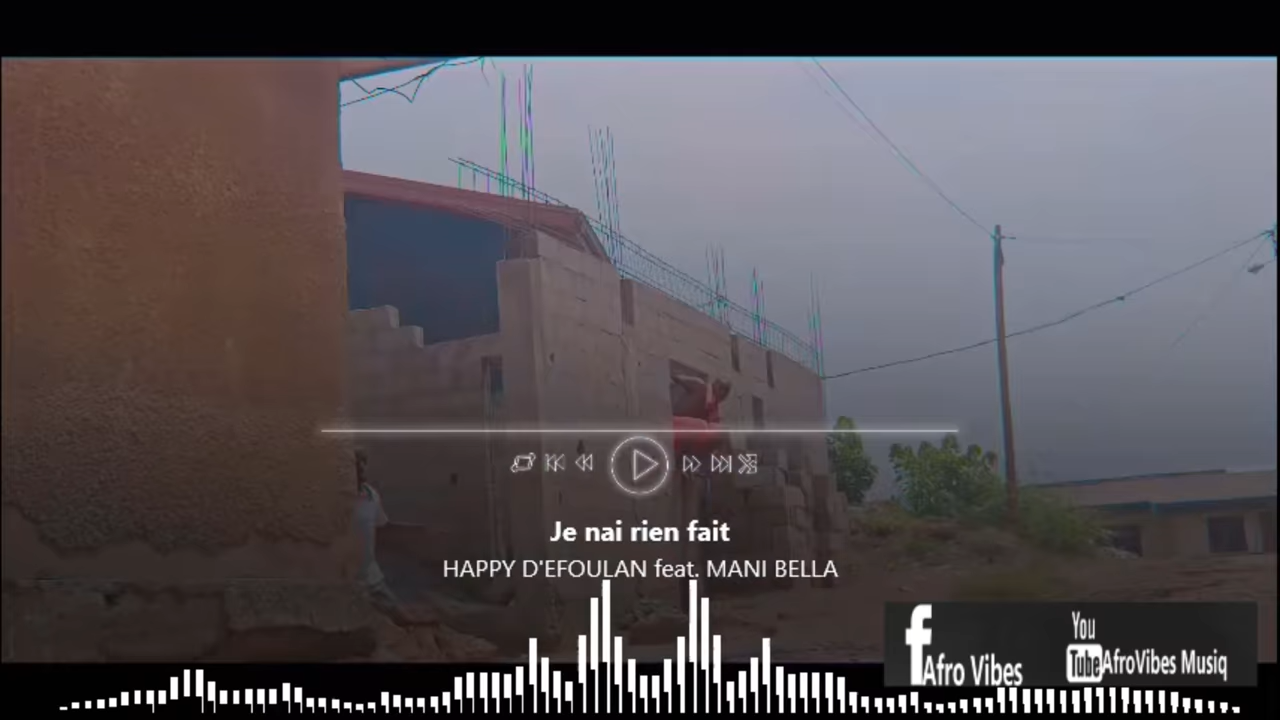 Je nai rien fait
HAPPY D'EFOULAN feat. MANI BELLA
f Afro Vibes
You
Tube AfroVibes Musiq